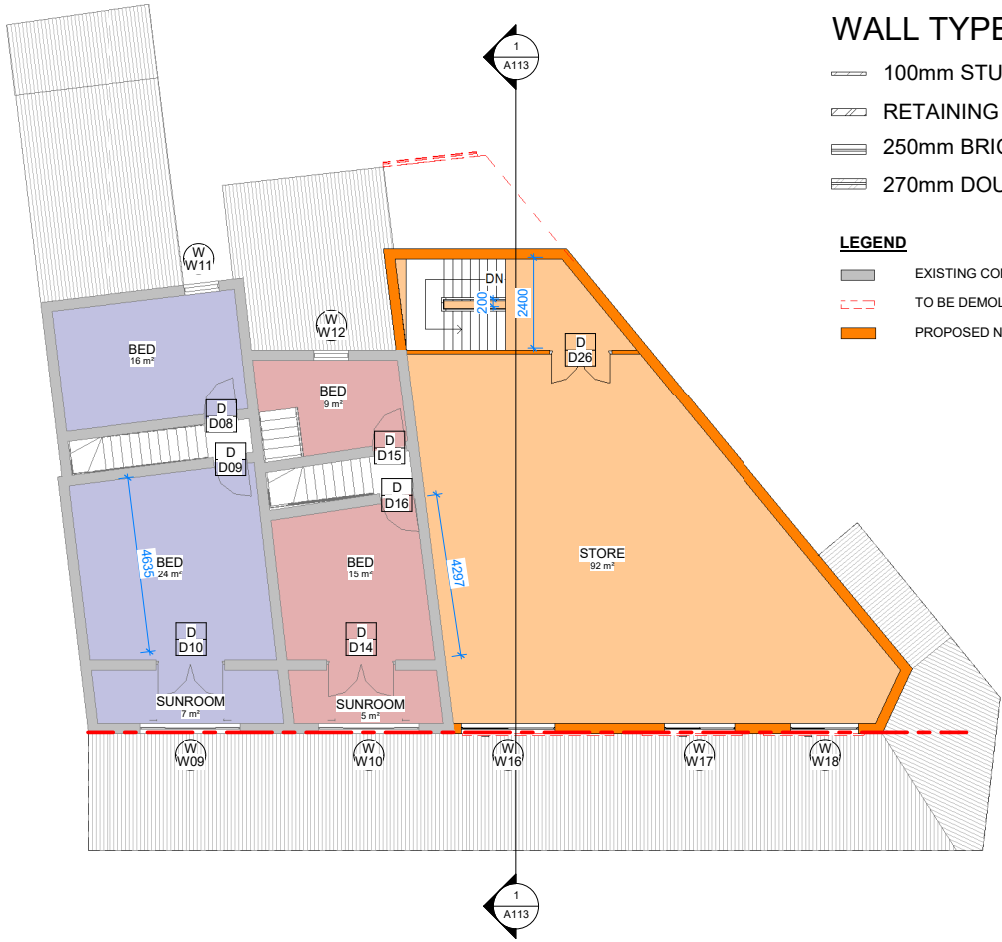 1
A113
WALL TYPE
100mm STU
RETAINING
250mm BRIC
270mm DOU
LEGEND
EXISTING CO
TO BE DEMOL
PROPOSED N
W
W11
W
W12
DN
200
2400
D
D26
BED
16 m²
BED
9 m²
D
D08
D
D15
D
D09
D
D16
4635
BED
24 m²
BED
15 m²
4297
STORE
92 m²
D
D10
D
D14
SUNROOM
7 m²
SUNROOM
5 m²
W
W09
W
W10
W
W16
W
W17
W
W18
1
A113